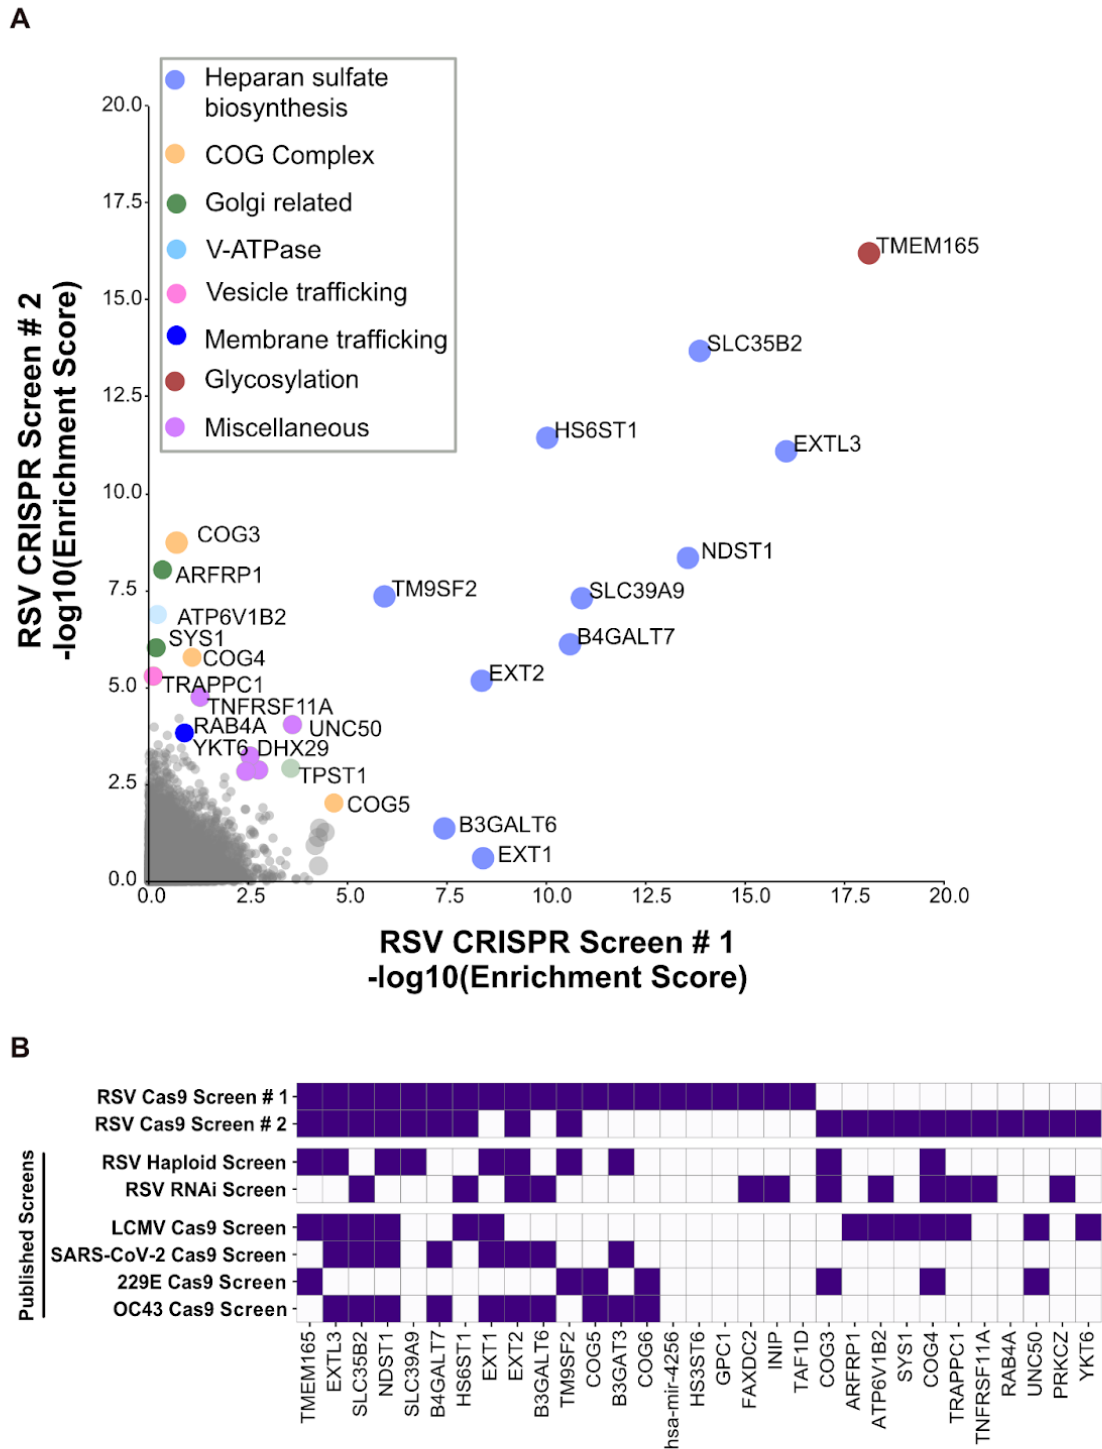 A
Heparan sulfate
biosynthesis
COG Complex
Golgi related
V-ATPase
Vesicle trafficking
Membrane trafficking
Glycosylation
Miscellaneous
20.0
17.5
15.0
12.5
10.0
7.5
5.0
2.5
0.0
RSV CRISPR Screen # 2
-log10(Enrichment Score)
TMEM165
SLC35B2
HS6ST1
EXTL3
COG3
NDST1
ARFRP1
TM9SF2
SLC39A9
ATP6V1B2
SYS1
B4GALT7
COG4
EXT2
TRAPPC1
TNFRSF11A
RAB4A
UNC50
YKT6
DHX29
TPST1
COG5
B3GALT6
EXT1
0.0 2.5 5.0 7.5 10.0 12.5 15.0 17.5 20.0
RSV CRISPR Screen # 1
-log10(Enrichment Score)
B
RSV Cas9 Screen # 1
RSV Cas9 Screen # 2
Published Screens
RSV Haploid Screen
RSV RNAi Screen
LCMV Cas9 Screen
SARS-CoV-2 Cas9 Screen
229E Cas9 Screen
OC43 Cas9 Screen
TMEM165
EXTL3
SLC35B2
NDST1
SLC39A9
B4GALT7
HS6ST1
EXT1
EXT2
B3GALT6
TM9SF2
COG5
B3GAT3
COG6
hsa-mir-4256
HS3ST6
GPC1
FAXDC2
INIP
TAF1D
COG3
ARFRP1
ATP6V1B2
SYS1
COG4
TRAPPC1
TNFRSF11A
RAB4A
UNC50
PRKCZ
YKT6